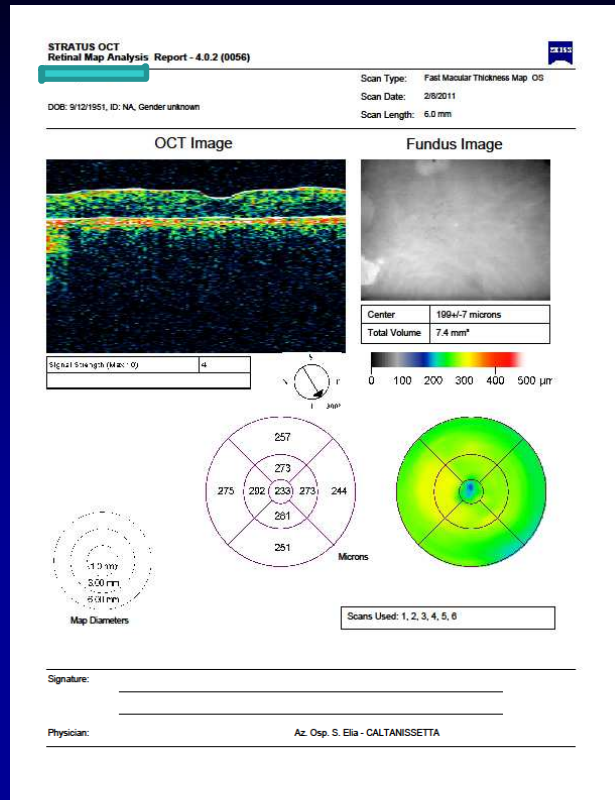 STRATUS OCT
Retinal Map Analysis Report - 4.0.2 (0056)
ZEISS
Scan Type: Fast Macular Thickness Map OS
DOB: 9/12/1951, ID: NA, Gender unknown
Scan Date: 2/8/2011
Scan Length: 6.0 mm
OCT Image
Fundus Image
Center 199+/-7 microns
Total Volume 7.4 mm³
Signal Strength (Max 10) 4
0 100 200 300 400 500 µm
257
273
275 292 233 273 244
281
251
Microns
1.0 mm
3.00 mm
6.00 mm
Map Diameters
Scans Used: 1, 2, 3, 4, 5, 6
Signature:
Physician: Az. Osp. S. Elia - CALTANISSETTA